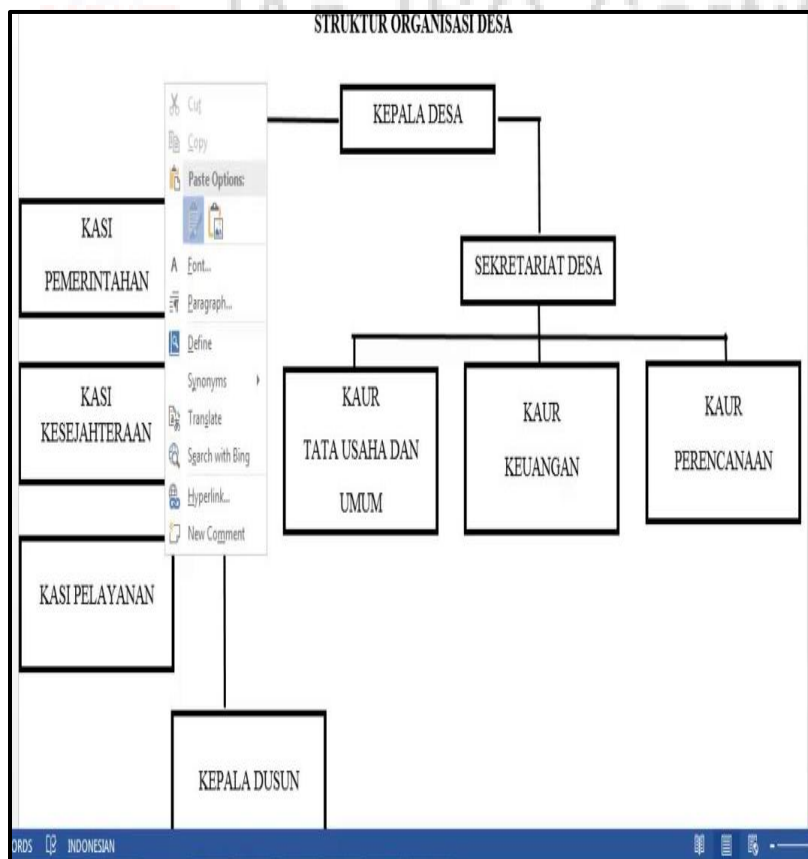 STRUKTUR ORGANISASI DESA
KEPALA DESA
SEKRETARIAT DESA
KASI
PEMERINTAHAN
KASI
KESEJAHTERAAN
KASI PELAYANAN
Cut
Copy
Paste Options:
Font...
Paragraph...
Define
Synonyms
Translate
Search with Bing
Hyperlink...
New Comment
KAUR
TATA USAHA DAN
UMUM
KAUR
KEUANGAN
KAUR
PERENCANAAN
KEPALA DUSUN
INDONESIAN